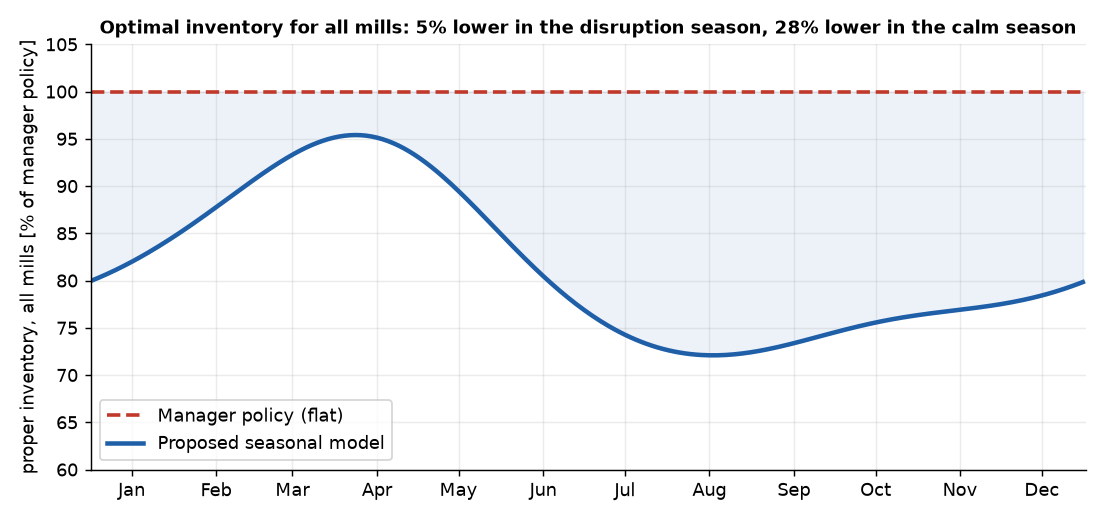 Optimal inventory for all mills: 5% lower in the disruption season, 28% lower in the calm season
proper inventory, all mills [% of manager policy]
105
100
95
90
85
80
75
70
65
60
Manager policy (flat)
Proposed seasonal model
Jan Feb Mar Apr May Jun Jul Aug Sep Oct Nov Dec